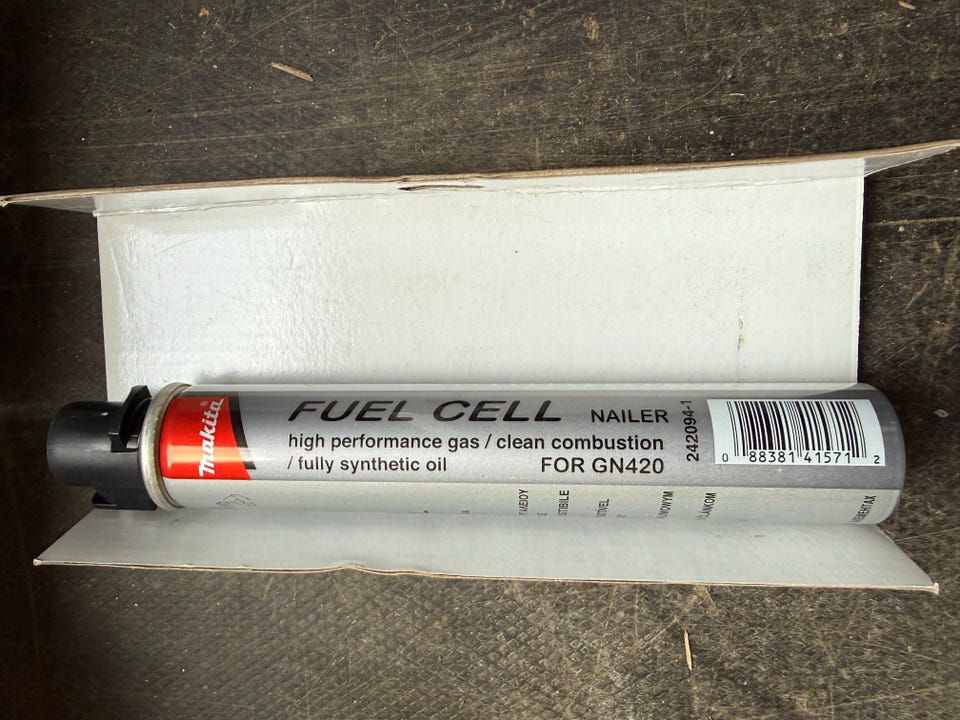 makita®
FUEL CELL NAILER
high performance gas / clean combustion
/ fully synthetic oil FOR GN420
242094-1
0 88381 41571 2